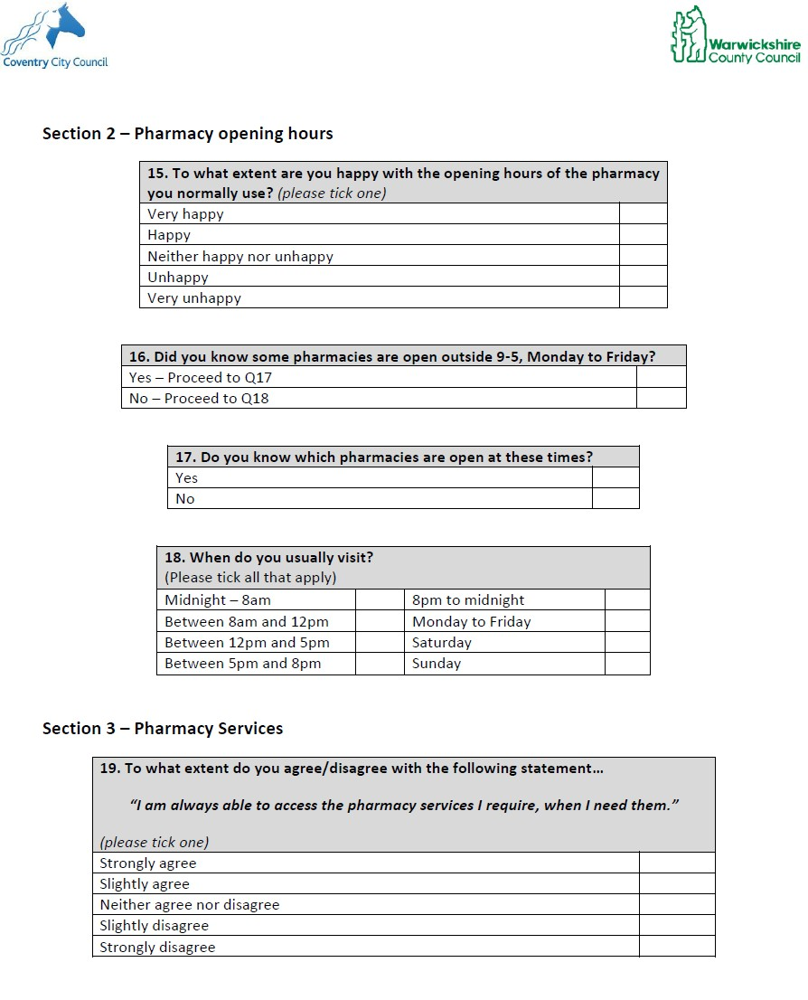 Coventry City Council
Warwickshire
County Council
Section 2 – Pharmacy opening hours
15. To what extent are you happy with the opening hours of the pharmacy
you normally use? (please tick one)
Very happy
Happy
Neither happy nor unhappy
Unhappy
Very unhappy
16. Did you know some pharmacies are open outside 9-5, Monday to Friday?
Yes – Proceed to Q17
No – Proceed to Q18
17. Do you know which pharmacies are open at these times?
Yes
No
18. When do you usually visit?
(Please tick all that apply)
Midnight – 8am
8pm to midnight
Between 8am and 12pm
Monday to Friday
Between 12pm and 5pm
Saturday
Between 5pm and 8pm
Sunday
Section 3 – Pharmacy Services
19. To what extent do you agree/disagree with the following statement…
“I am always able to access the pharmacy services I require, when I need them.”
(please tick one)
Strongly agree
Slightly agree
Neither agree nor disagree
Slightly disagree
Strongly disagree